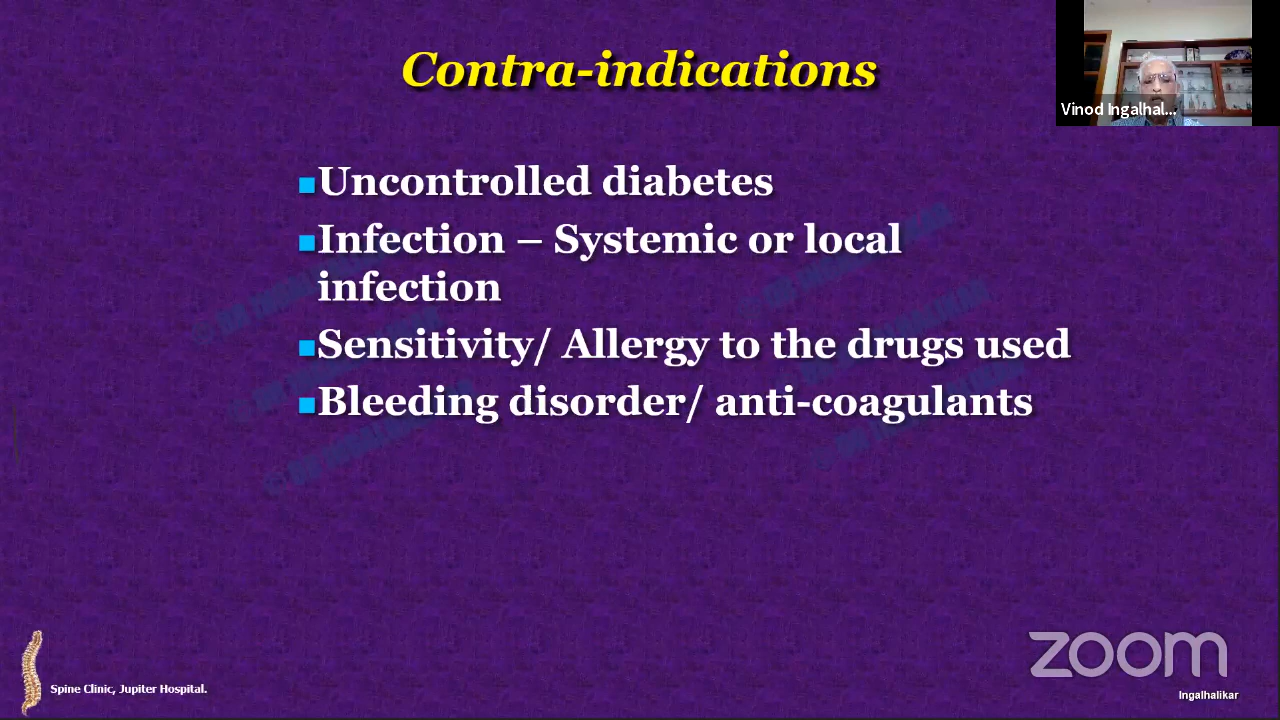 Contra-indications
Vinod Ingalhal...
■Uncontrolled diabetes
■Infection – Systemic or local
infection
■Sensitivity/ Allergy to the drugs used
■Bleeding disorder/ anti-coagulants
zoom
Spine Clinic, Jupiter Hospital.
Ingalhalikar